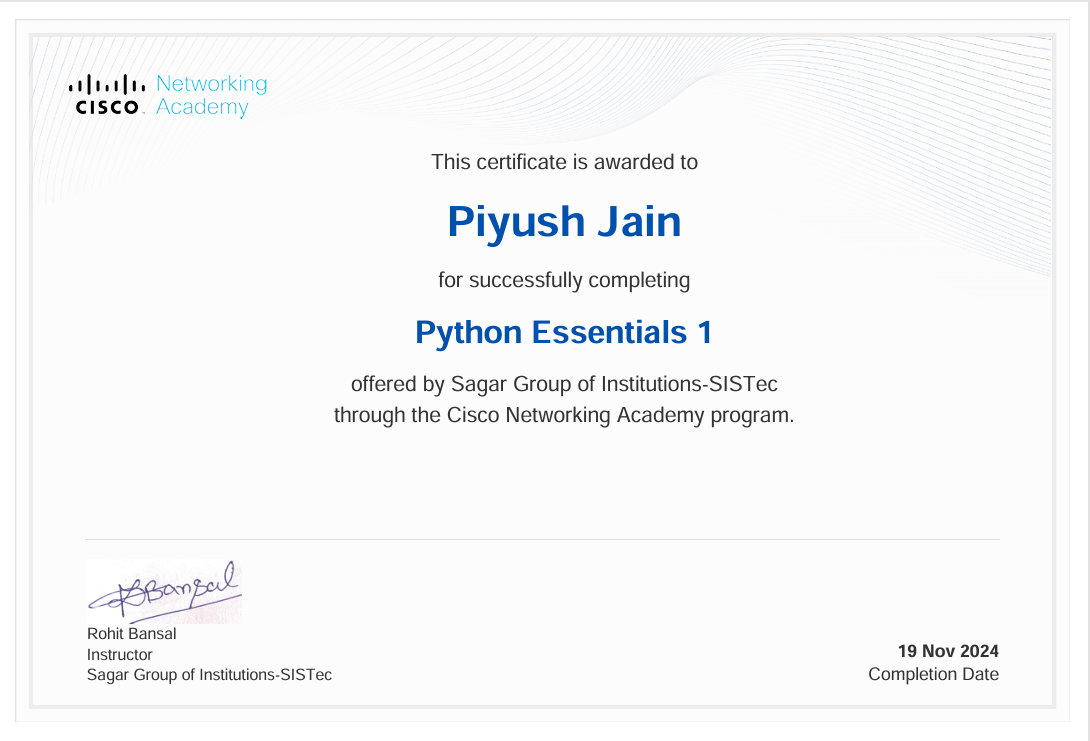 Networking
CISCO Academy
This certificate is awarded to
Piyush Jain
for successfully completing
Python Essentials 1
offered by Sagar Group of Institutions-SISTec
through the Cisco Networking Academy program.
RSBansal
Rohit Bansal
Instructor
Sagar Group of Institutions-SISTec
19 Nov 2024
Completion Date